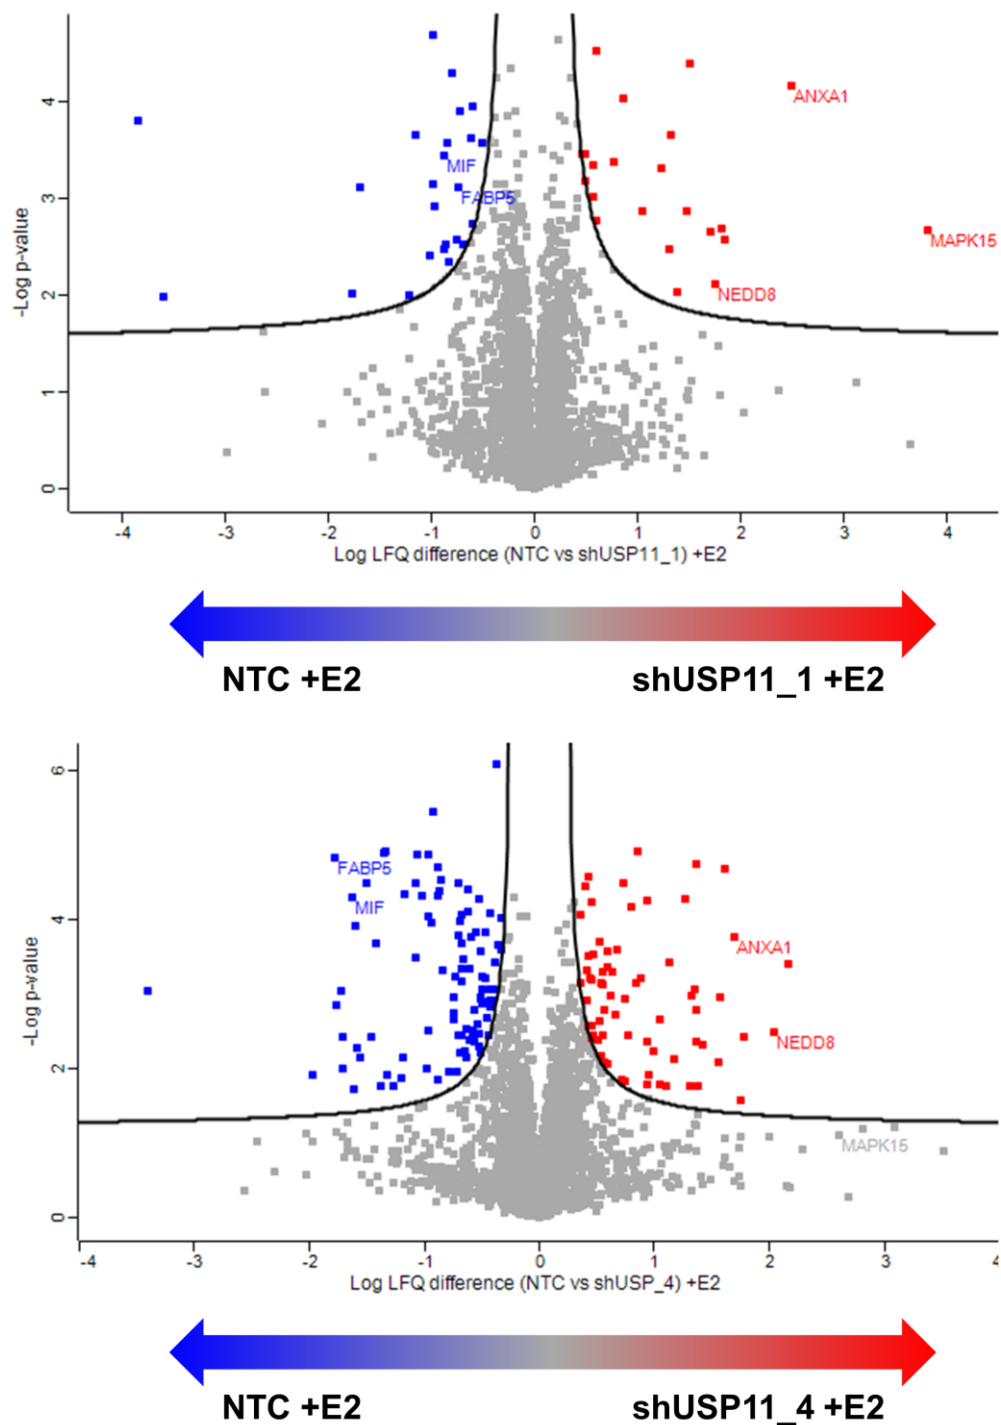 4
ANXA1
MIF
3
FABP5
MAPK15
2
NEDD8
1
0
-Log p-value
-4 -3 -2 -1 0 1 2 3 4
Log LFQ difference (NTC vs shUSP11_1) +E2
NTC +E2 shUSP11_1 +E2
6
FABP5
MIF
4
ANXA1
NEDD8
2
MAPK15
0
-Log p-value
-4 -3 -2 -1 0 1 2 3 4
Log LFQ difference (NTC vs shUSP_4) +E2
NTC +E2 shUSP11_4 +E2